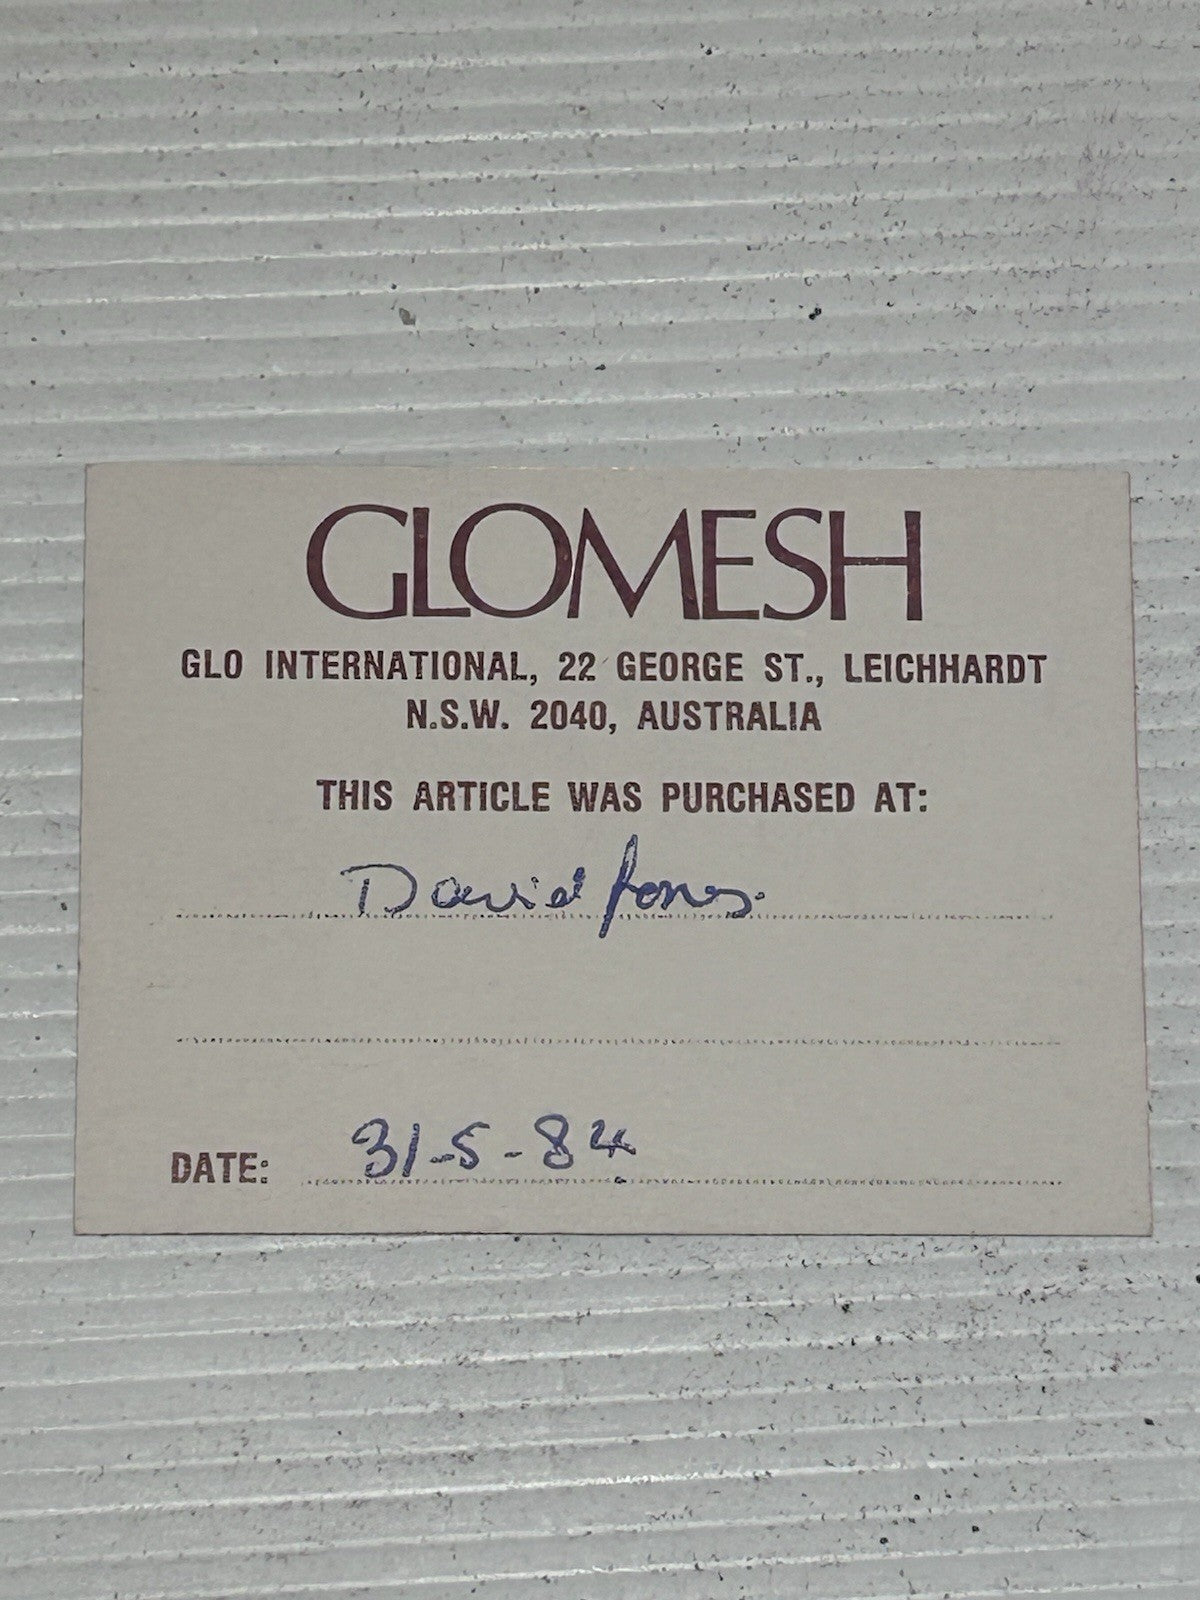 GLOMESH
GLO INTERNATIONAL, 22 GEORGE ST., LEICHHARDT
N.S.W. 2040, AUSTRALIA
THIS ARTICLE WAS PURCHASED AT:
David Jones.
DATE: 31-5-84